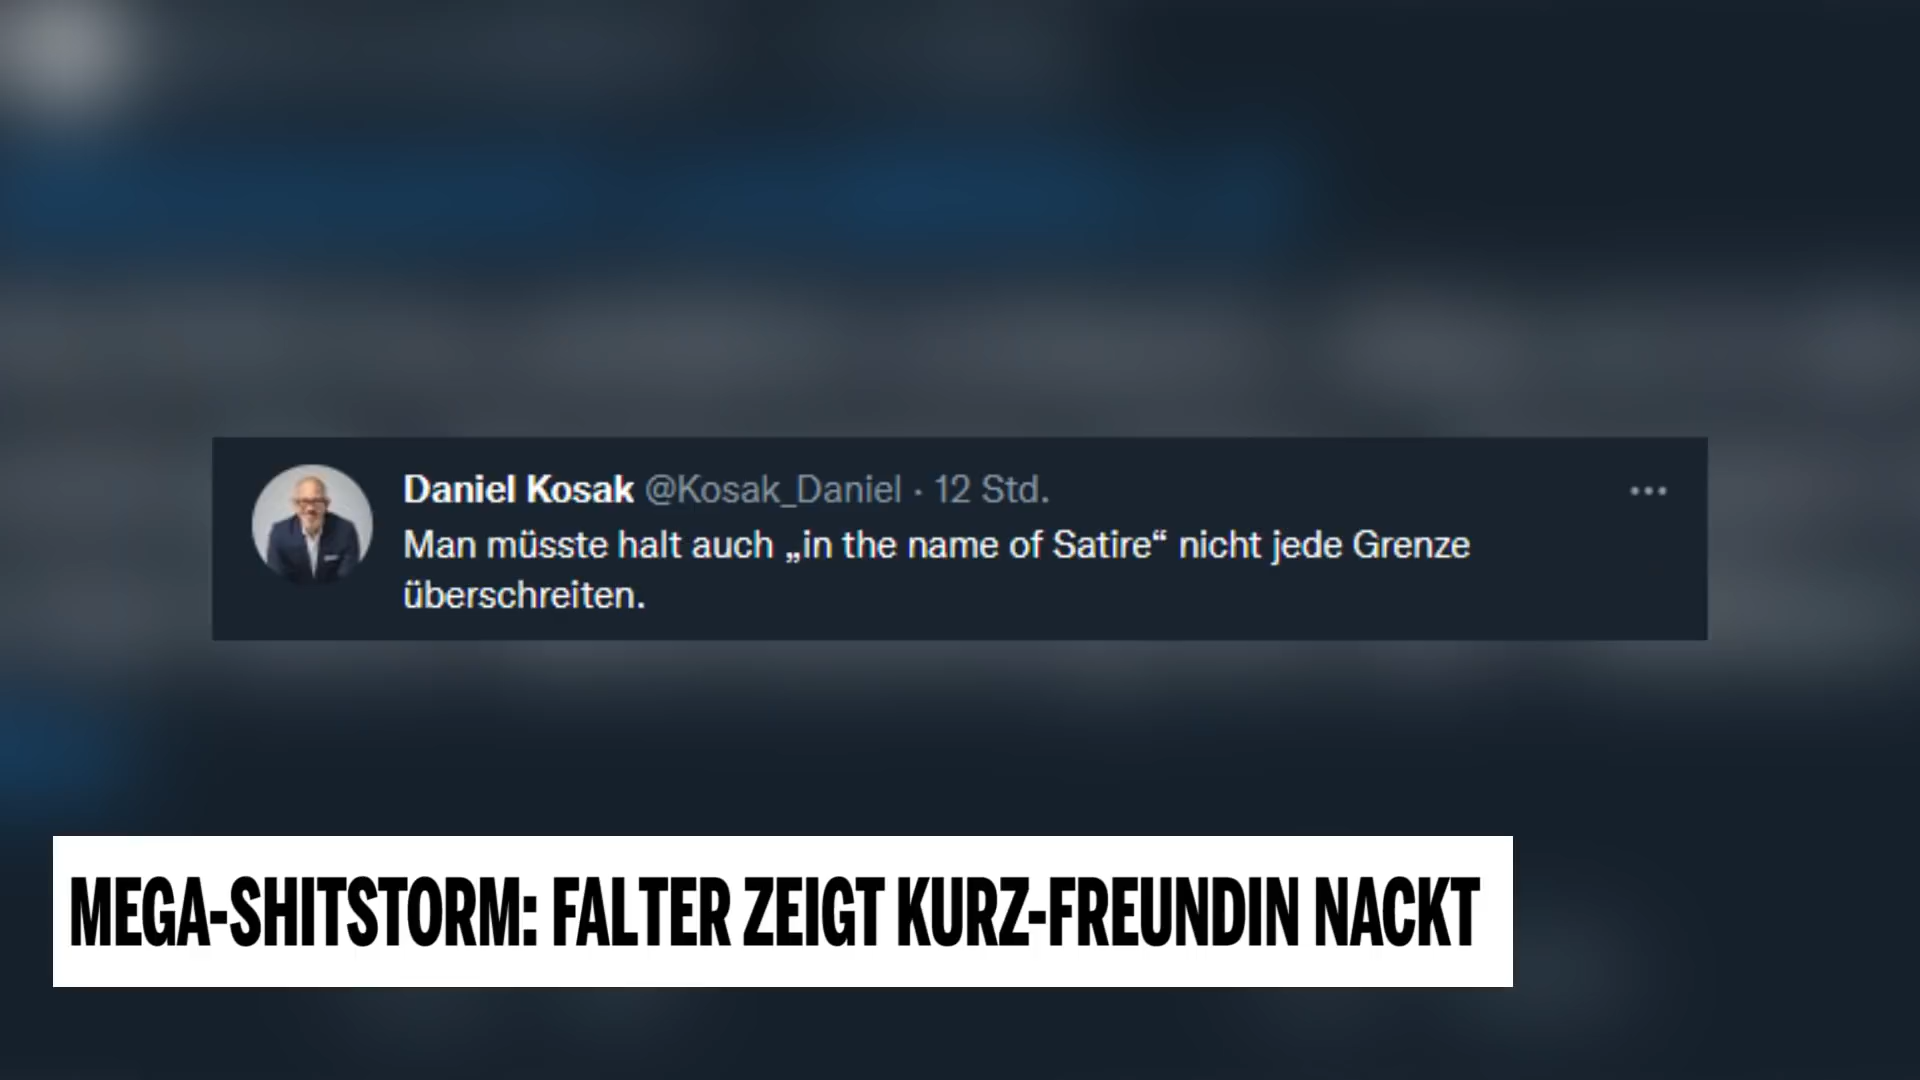 Daniel Kosak @Kosak_Daniel · 12 Std.
Man müsste halt auch „in the name of Satire“ nicht jede Grenze
überschreiten.
MEGA-SHITSTORM: FALTER ZEIGT KURZ-FREUNDIN NACKT